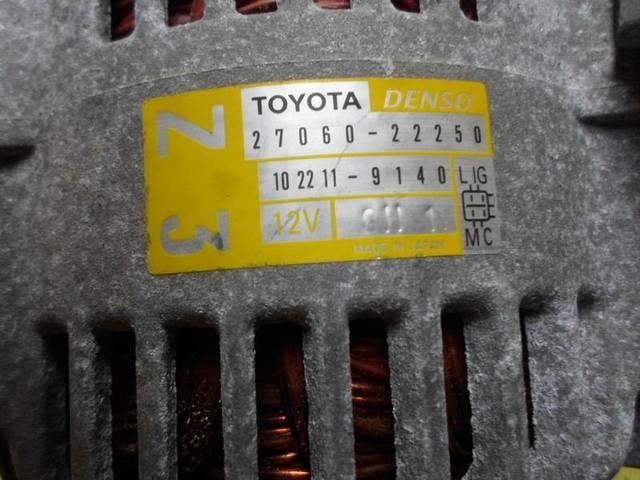 TOYOTA DENSO
27060-22250
102211-9140
12V
MADE IN JAPAN
L IG
M C
Z 3